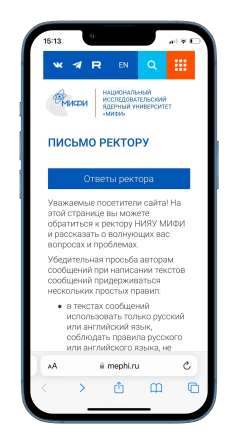 15:13
EN
МИФИ
НАЦИОНАЛЬНЫЙ
ИССЛЕДОВАТЕЛЬСКИЙ
ЯДЕРНЫЙ УНИВЕРСИТЕТ
«МИФИ»
ПИСЬМО РЕКТОРУ
Ответы ректора
Уважаемые посетители сайта! На
этой странице вы можете
обратиться к ректору НИЯУ МИФИ
и рассказать о волнующих вас
вопросах и проблемах.
Убедительная просьба авторам
сообщений при написании текстов
сообщений придерживаться
нескольких простых правил:
• в текстах сообщений
использовать только русский
или английский язык,
соблюдать правила русского
или английского языка, не
АА
mephi.ru